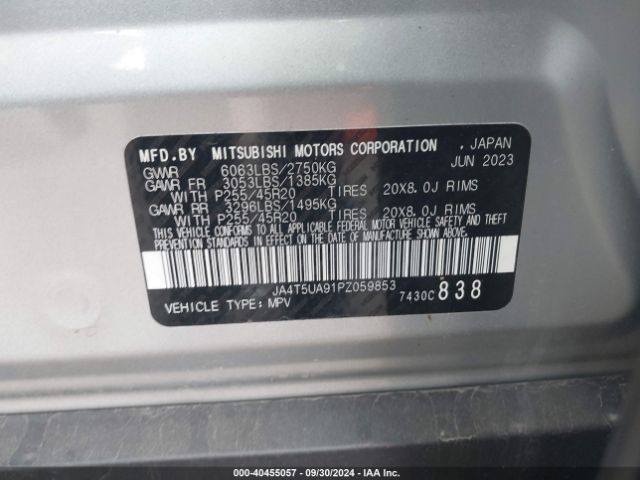 MFD.BY MITSUBISHI MOTORS CORPORATION , JAPAN
GVWR 6063LBS/2750KG JUN 2023
GAWR FR 3053LBS/1385KG
WITH P255/45R20 TIRES 20X8.0J RIMS
GAWR RR 3296LBS/1495KG
WITH P255/45R20 TIRES 20X8.0J RIMS
THIS VEHICLE CONFORMS TO ALL APPLICABLE FEDERAL MOTOR VEHICLE SAFETY AND THEFT
PREVENTION STANDARDS IN EFFECT ON THE DATE OF MANUFACTURE SHOWN ABOVE.
JA4T5UA91PZ059853
VEHICLE TYPE: MPV 7430C 838
000-40455057 - 09/30/2024 - IAA Inc.